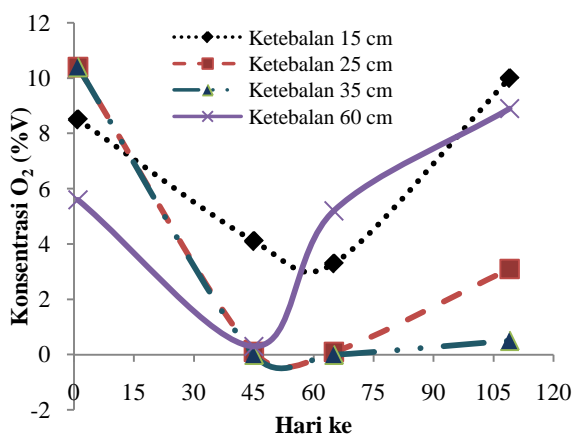 12
10
8
6
4
2
0
-2
Konsentrasi O₂ (%V)
Ketebalan 15 cm
Ketebalan 25 cm
Ketebalan 35 cm
Ketebalan 60 cm
0 15 30 45 60 75 90 105 120
Hari ke